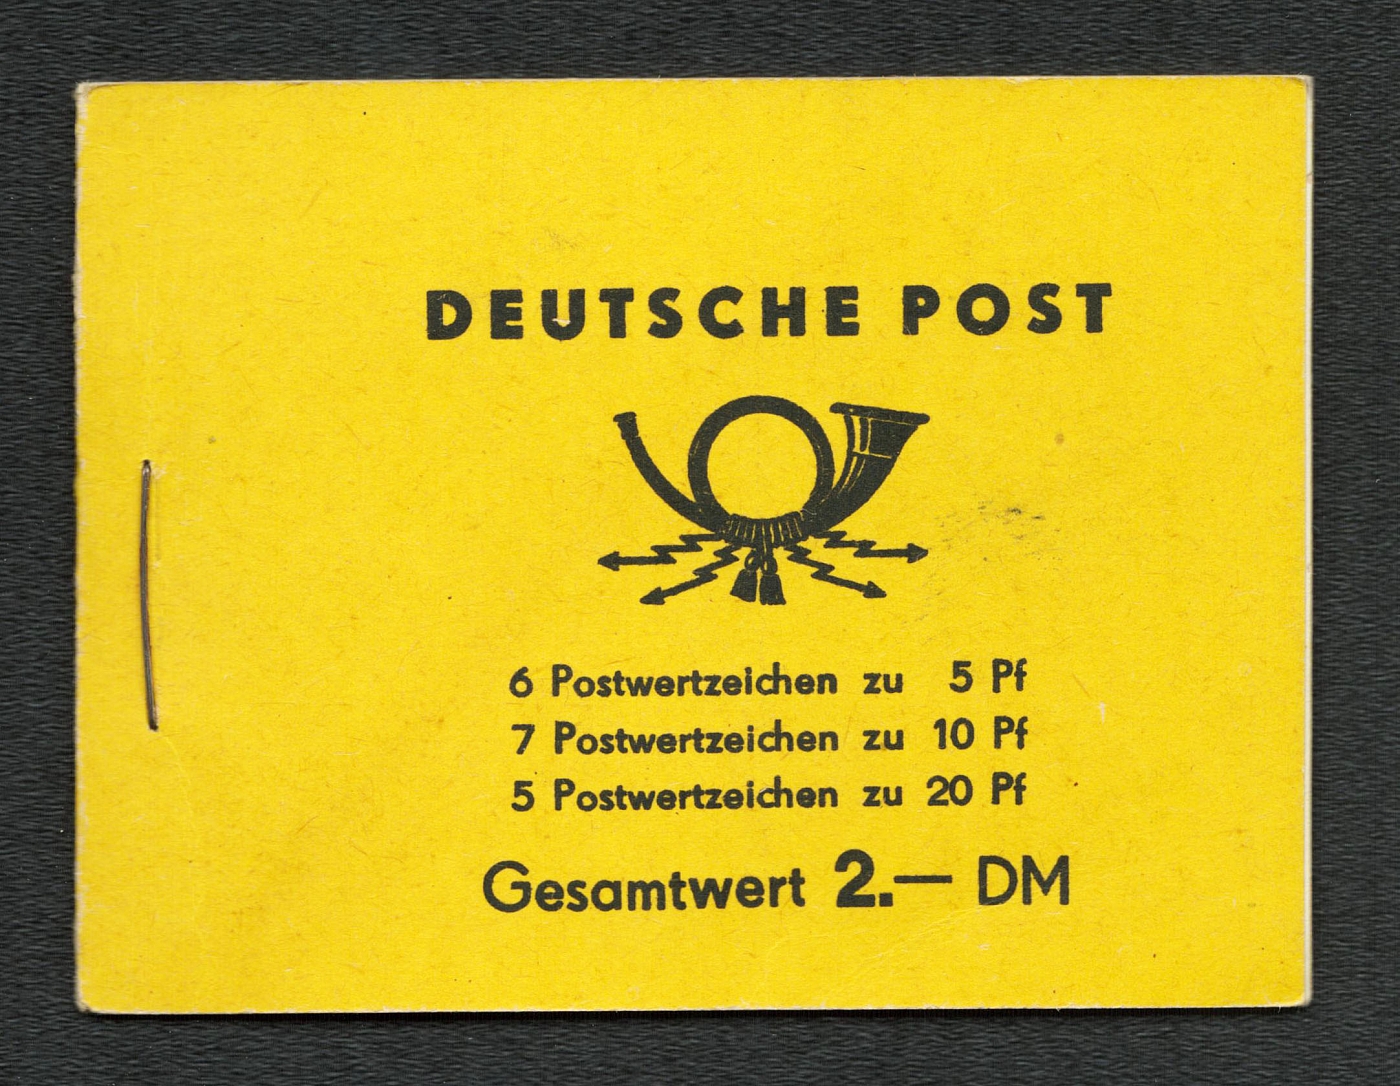 DEUTSCHE POST
6 Postwertzeichen zu 5 Pf
7 Postwertzeichen zu 10 Pf
5 Postwertzeichen zu 20 Pf
Gesamtwert 2.— DM